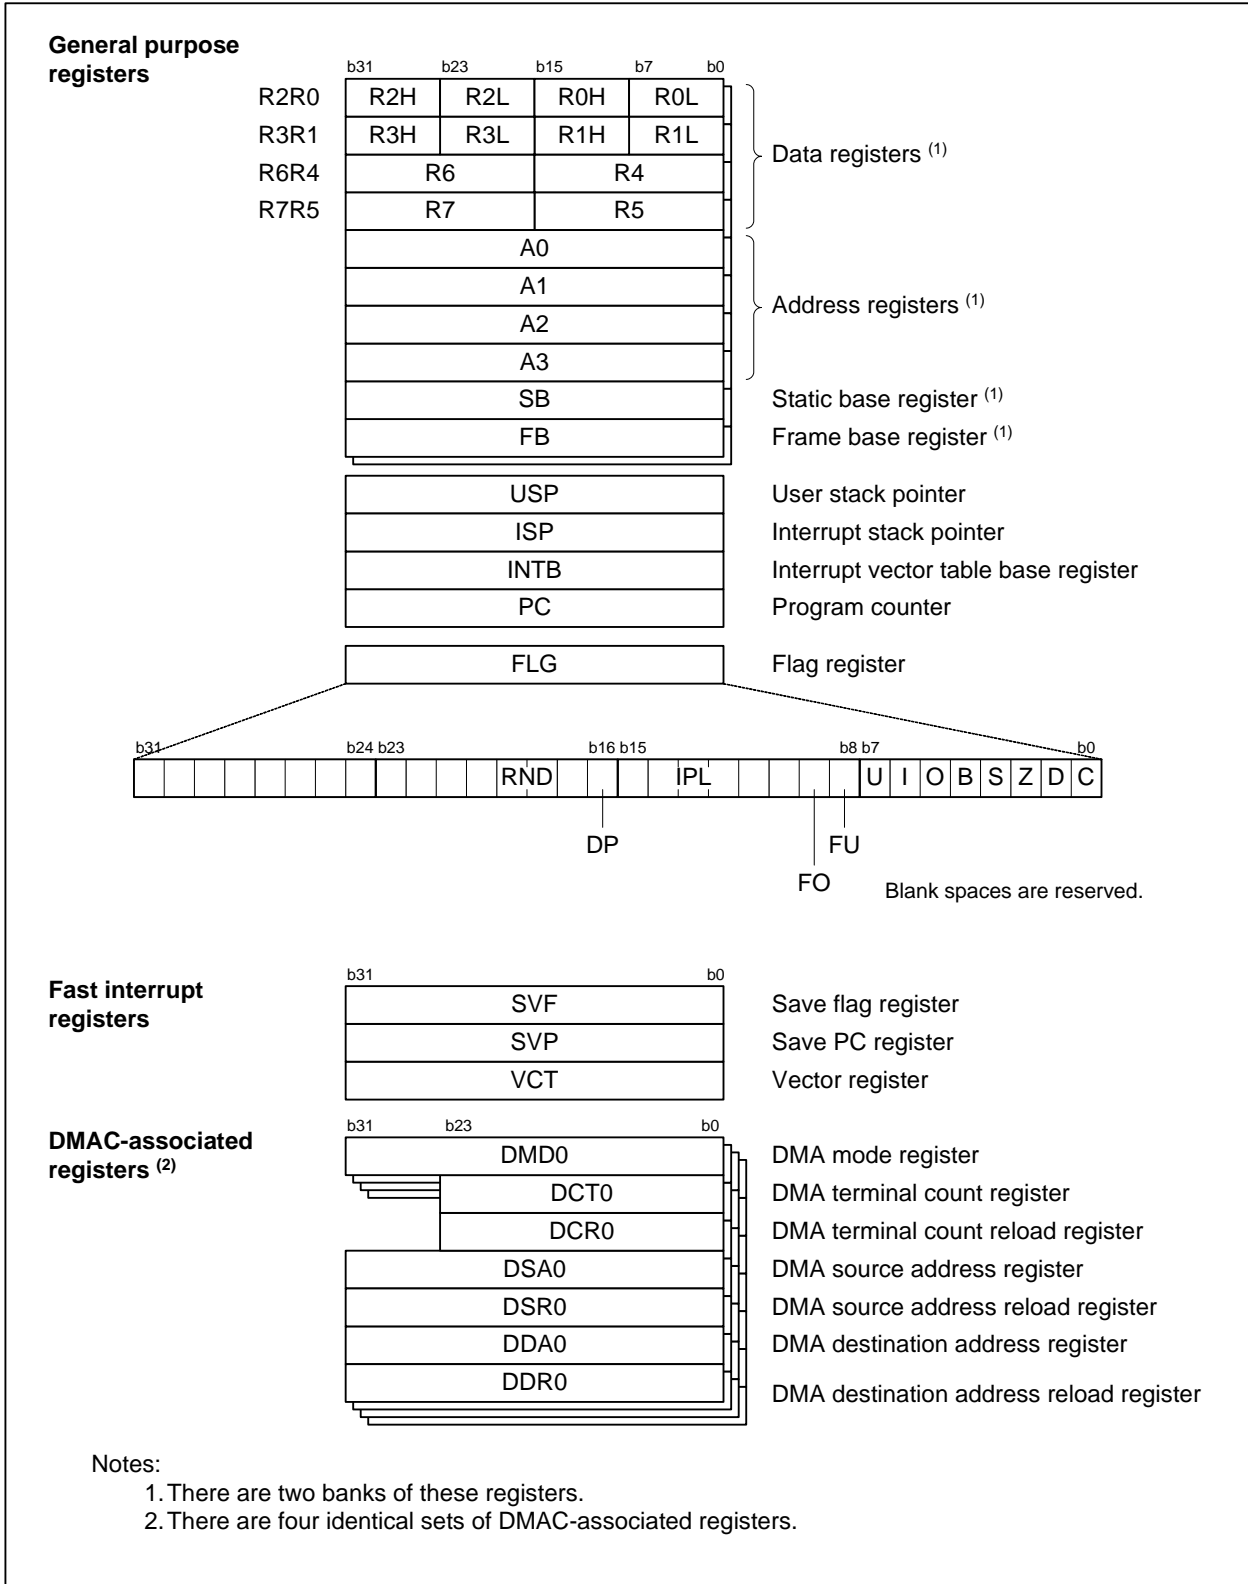 General purpose
registers
b31 b23 b15 b7 b0
R2R0 R2H R2L R0H R0L
R3R1 R3H R3L R1H R1L
Data registers (1)
R6R4 R6 R4
R7R5 R7 R5
A0
A1
Address registers (1)
A2
A3
SB Static base register (1)
FB Frame base register (1)
USP User stack pointer
ISP Interrupt stack pointer
INTB Interrupt vector table base register
PC Program counter
FLG Flag register
b31 b24 b23 b16 b15 b8 b7 b0
RND IPL U I O B S Z D C
DP FU
FO
Blank spaces are reserved.
Fast interrupt
registers
b31 b0
SVF Save flag register
SVP Save PC register
VCT Vector register
DMAC-associated
registers (2)
b31 b23 b0
DMD0 DMA mode register
DCT0 DMA terminal count register
DCR0 DMA terminal count reload register
DSA0 DMA source address register
DSR0 DMA source address reload register
DDA0 DMA destination address register
DDR0 DMA destination address reload register
Notes:
1. There are two banks of these registers.
2. There are four identical sets of DMAC-associated registers.